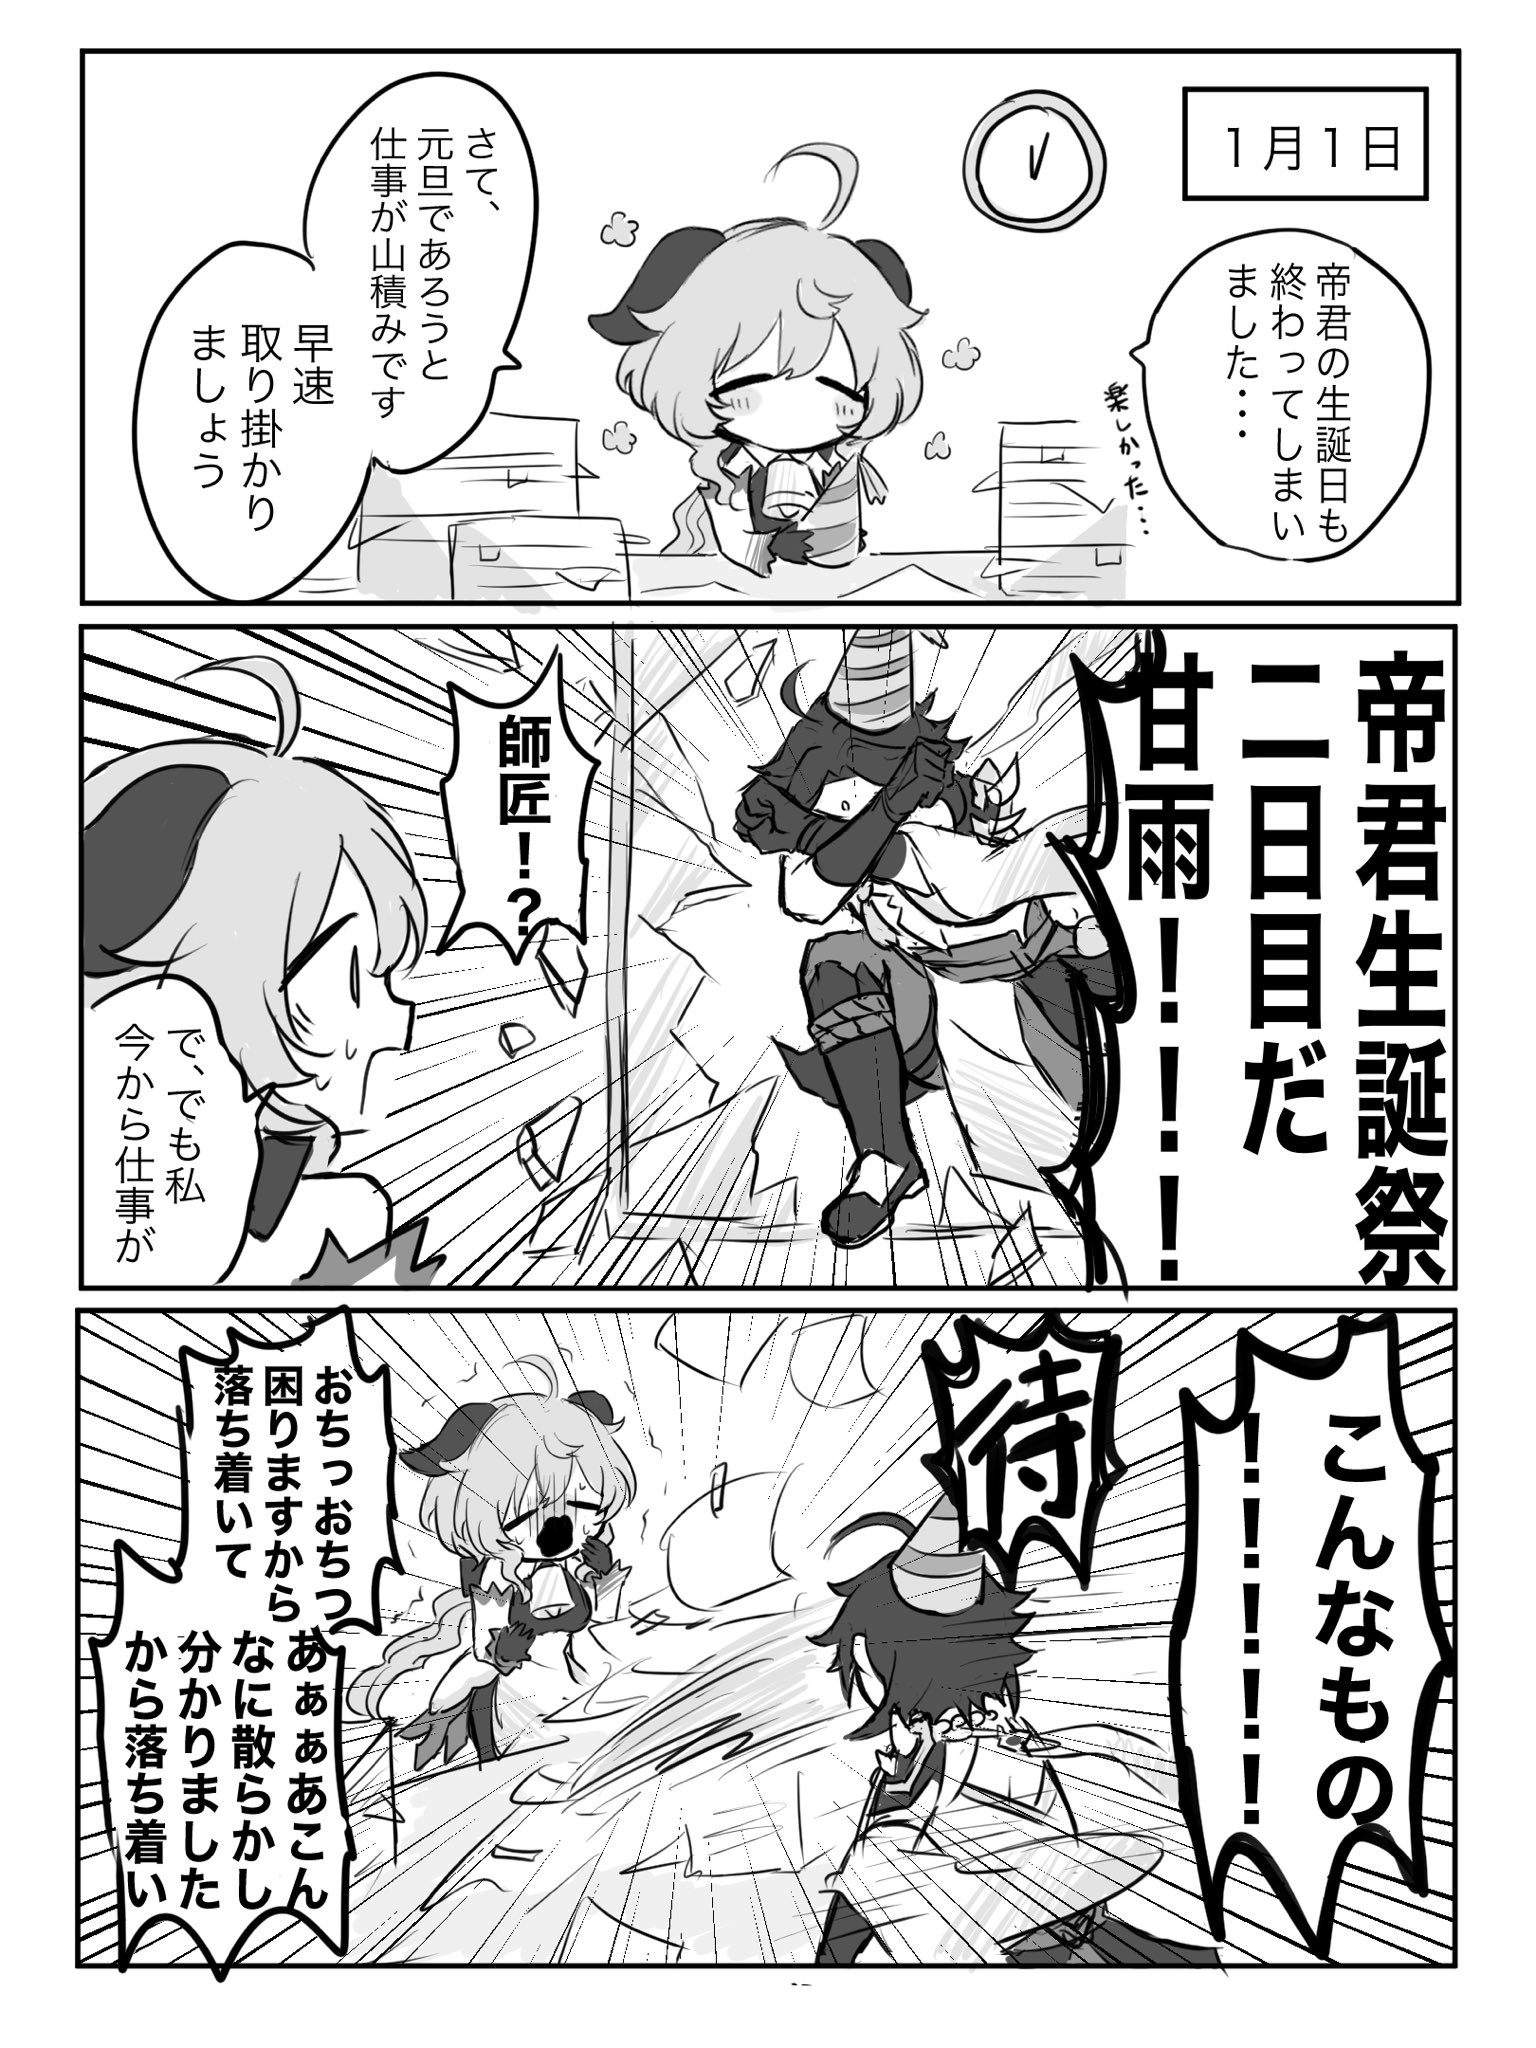 1月1日
帝君の生誕日も
終わってしまい
ました・・・
楽しかった・・・
さて、
元旦であろうと
仕事が山積みです
早速
取り掛かり
ましょう
帝君生誕祭
二日目だ
甘雨！！！！
師匠！？
で、でも私
今から仕事が
こんなもの
！！！！！！
待
おちっおちつ
困りますから
落ち着いて
あぁぁあこん
なに散らかし
分かりました
から落ち着い